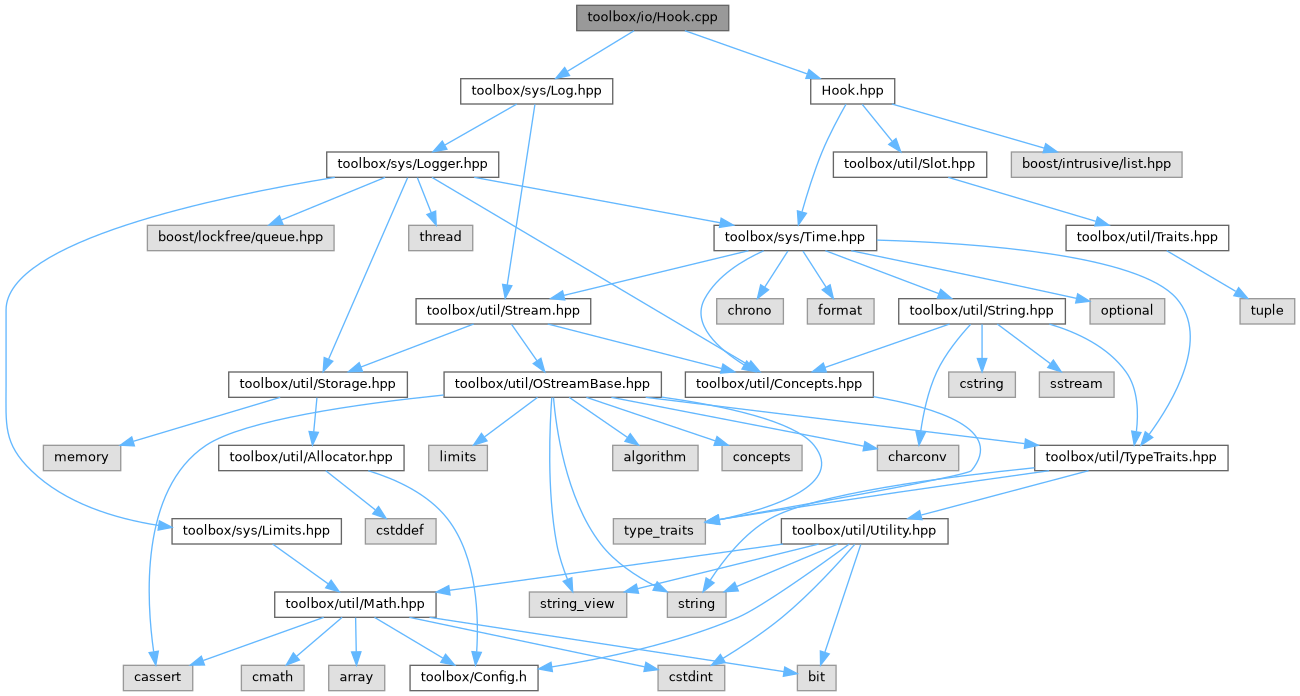 toolbox/io/Hook.cpp
toolbox/sys/Log.hpp
Hook.hpp
toolbox/sys/Logger.hpp
toolbox/util/Slot.hpp
boost/intrusive/list.hpp
boost/lockfree/queue.hpp
thread
toolbox/sys/Time.hpp
toolbox/util/Traits.hpp
toolbox/util/Stream.hpp
chrono
format
toolbox/util/String.hpp
optional
tuple
toolbox/util/Storage.hpp
toolbox/util/OStreamBase.hpp
toolbox/util/Concepts.hpp
cstring
sstream
memory
toolbox/util/Allocator.hpp
limits
algorithm
concepts
charconv
toolbox/util/TypeTraits.hpp
toolbox/sys/Limits.hpp
cstddef
type_traits
toolbox/util/Utility.hpp
toolbox/util/Math.hpp
string_view
string
cassert
cmath
array
toolbox/Config.h
cstdint
bit